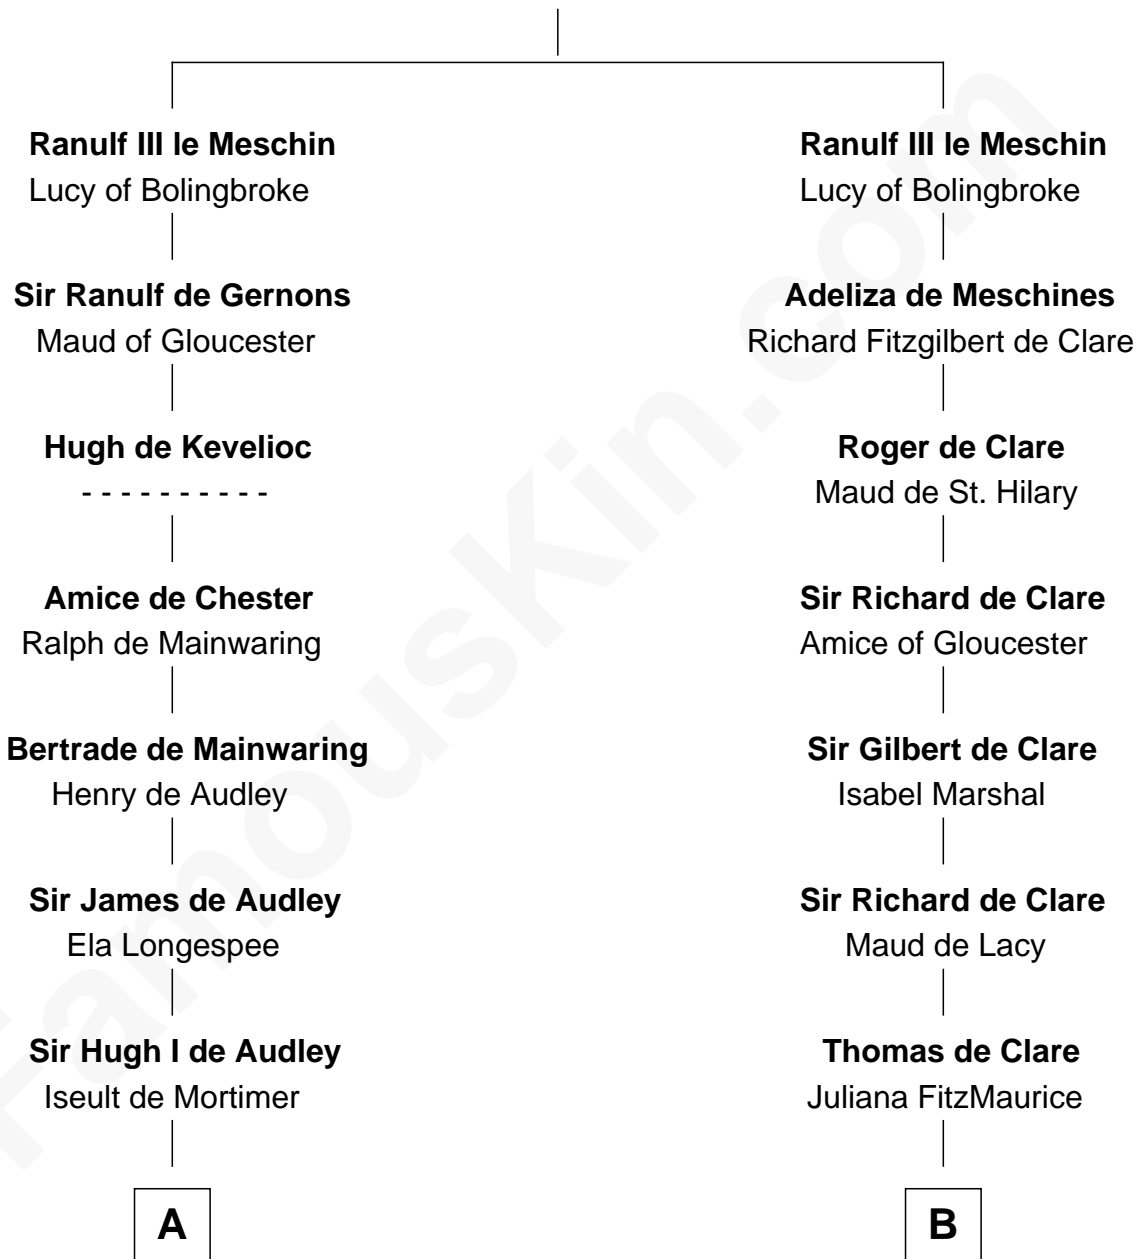 Ranulf III le Meschin
Lucy of Bolingbroke
Sir Ranulf de Gernons
Maud of Gloucester
Hugh de Kevelioc
- - - - - - - - - -
Amice de Chester
Ralph de Mainwaring
Bertrade de Mainwaring
Henry de Audley
Sir James de Audley
Ela Longespee
Sir Hugh I de Audley
Iseult de Mortimer
A
Ranulf III le Meschin
Lucy of Bolingbroke
Adeliza de Meschines
Richard Fitzgilbert de Clare
Roger de Clare
Maud de St. Hilary
Sir Richard de Clare
Amice of Gloucester
Sir Gilbert de Clare
Isabel Marshal
Sir Richard de Clare
Maud de Lacy
Thomas de Clare
Juliana FitzMaurice
B
FamousKin.com